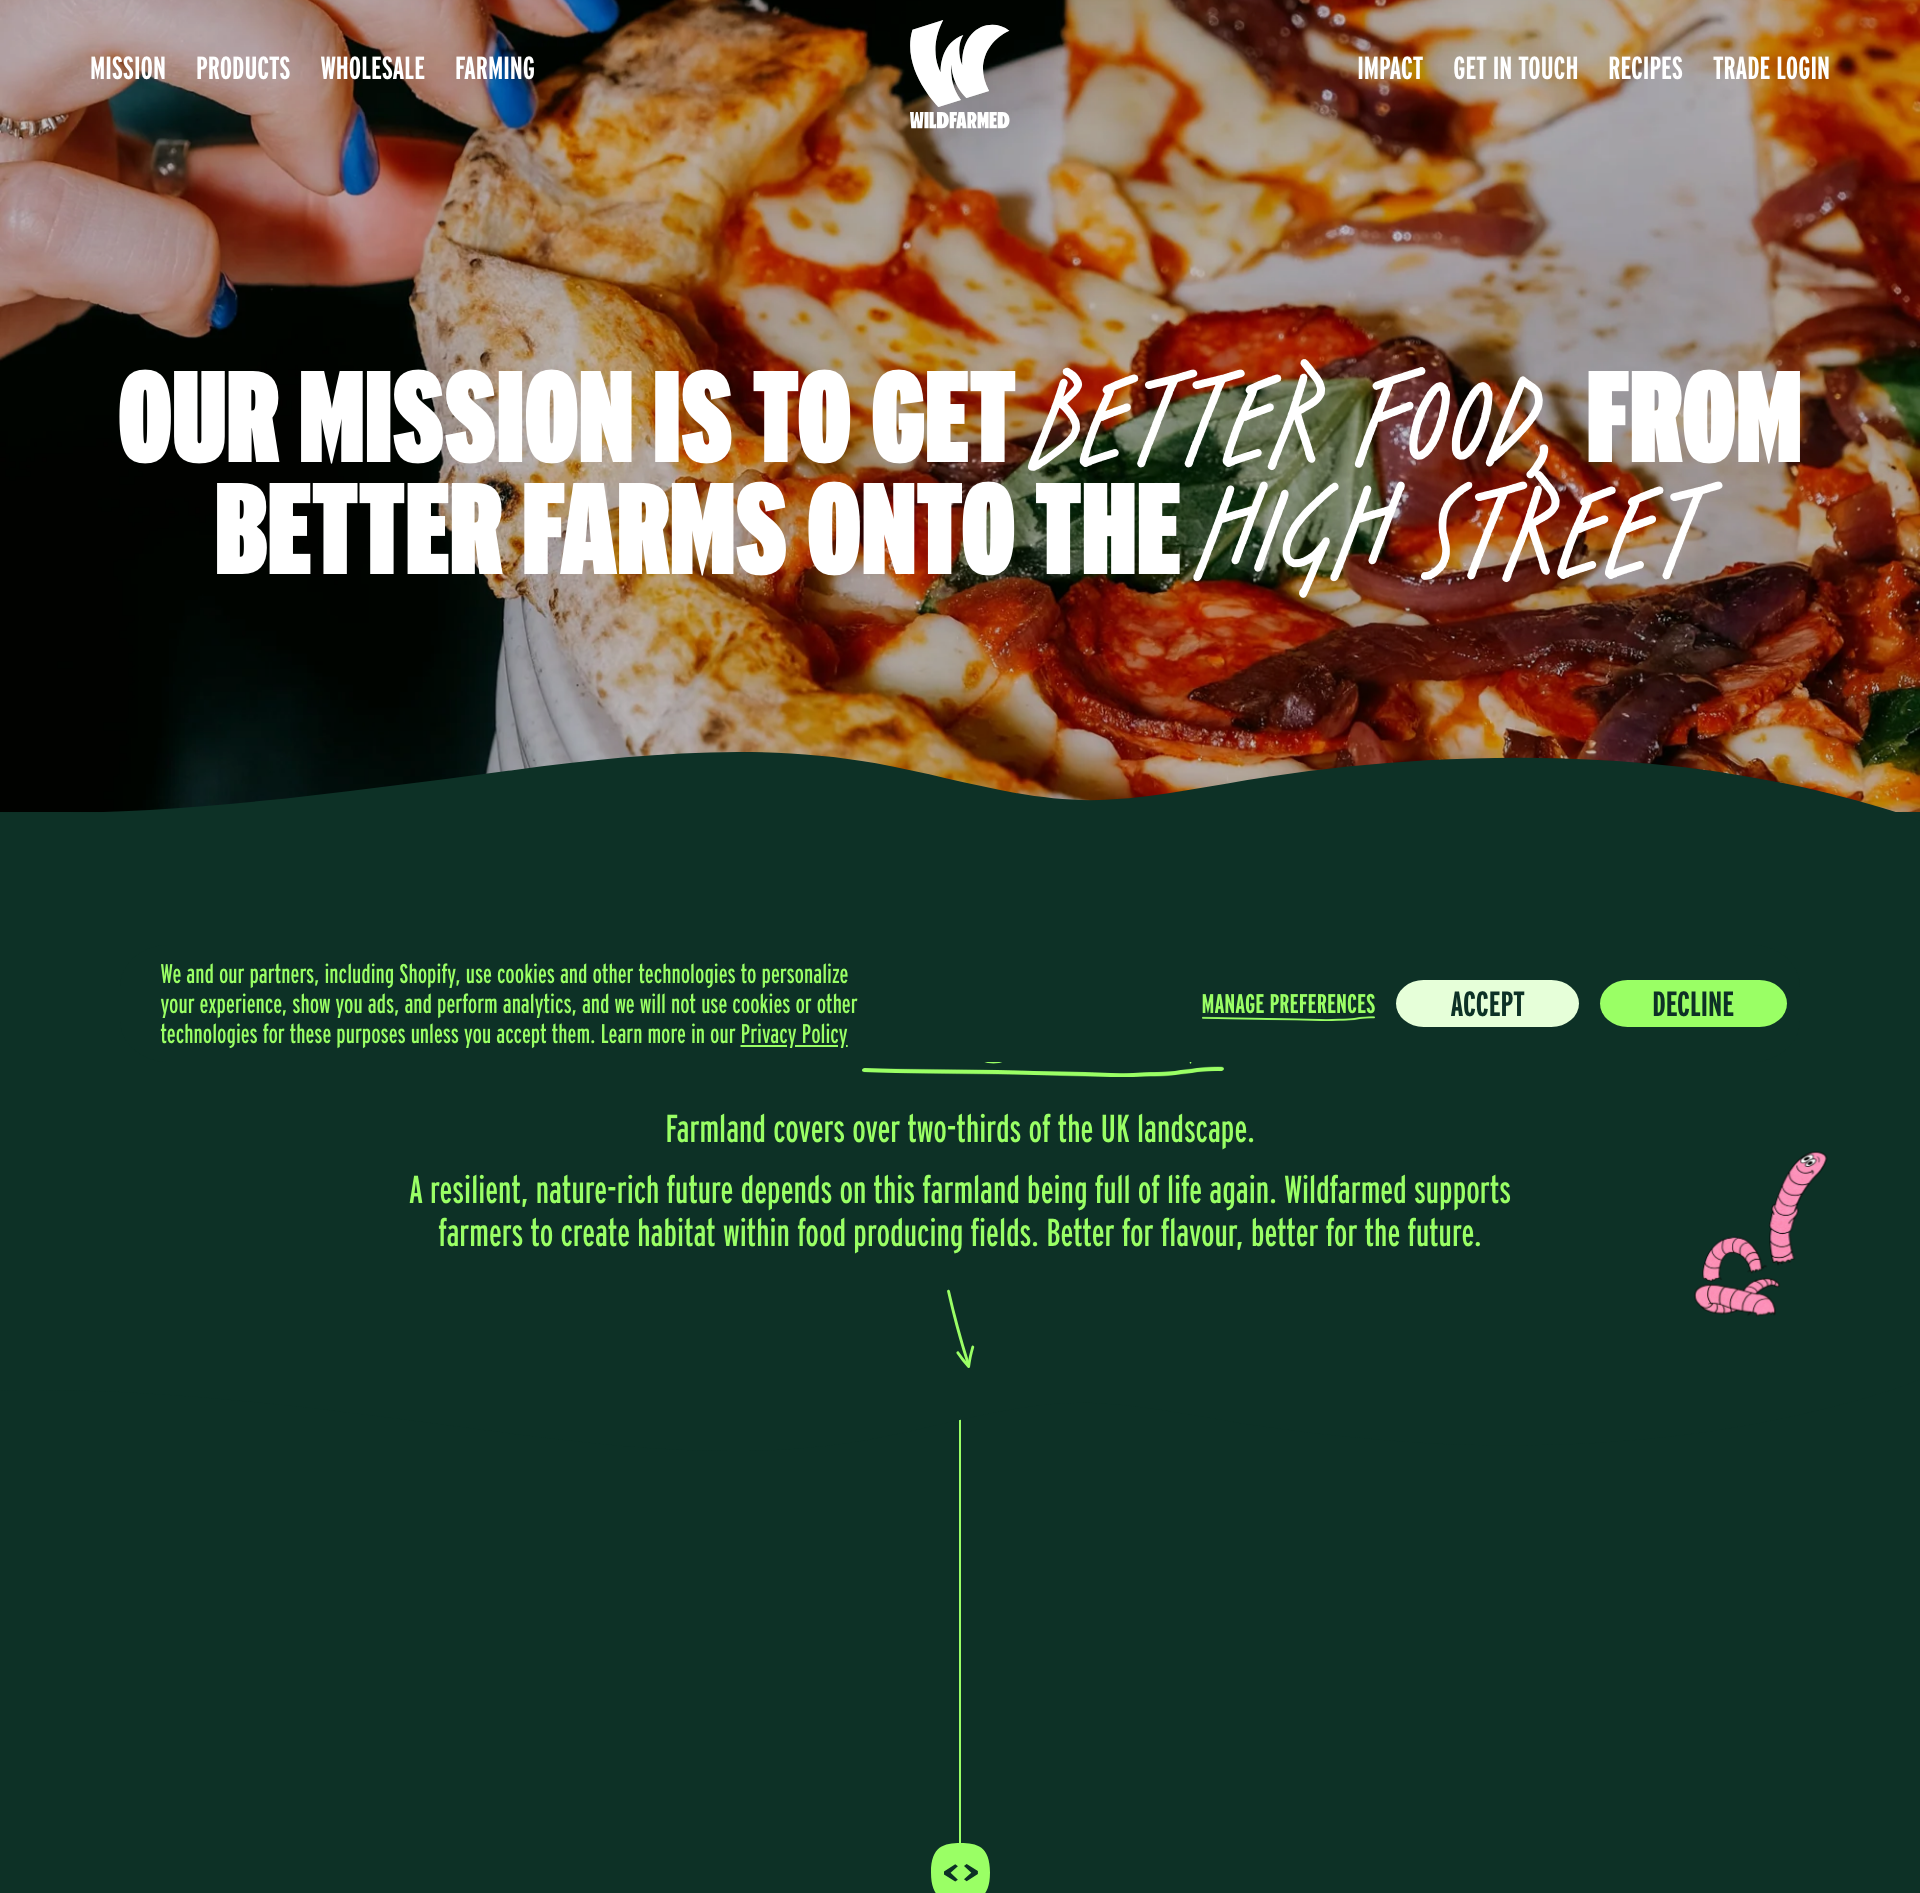 MISSION PRODUCTS WHOLESALE FARMING
WILDFARMED
IMPACT GET IN TOUCH RECIPES TRADE LOGIN
OUR MISSION IS TO GET BETTER FOOD, FROM
BETTER FARMS ONTO THE HIGH STREET
We and our partners, including Shopify, use cookies and other technologies to personalize
your experience, show you ads, and perform analytics, and we will not use cookies or other
technologies for these purposes unless you accept them. Learn more in our Privacy Policy
MANAGE PREFERENCES ACCEPT DECLINE
Farmland covers over two-thirds of the UK landscape.
A resilient, nature-rich future depends on this farmland being full of life again. Wildfarmed supports
farmers to create habitat within food producing fields. Better for flavour, better for the future.